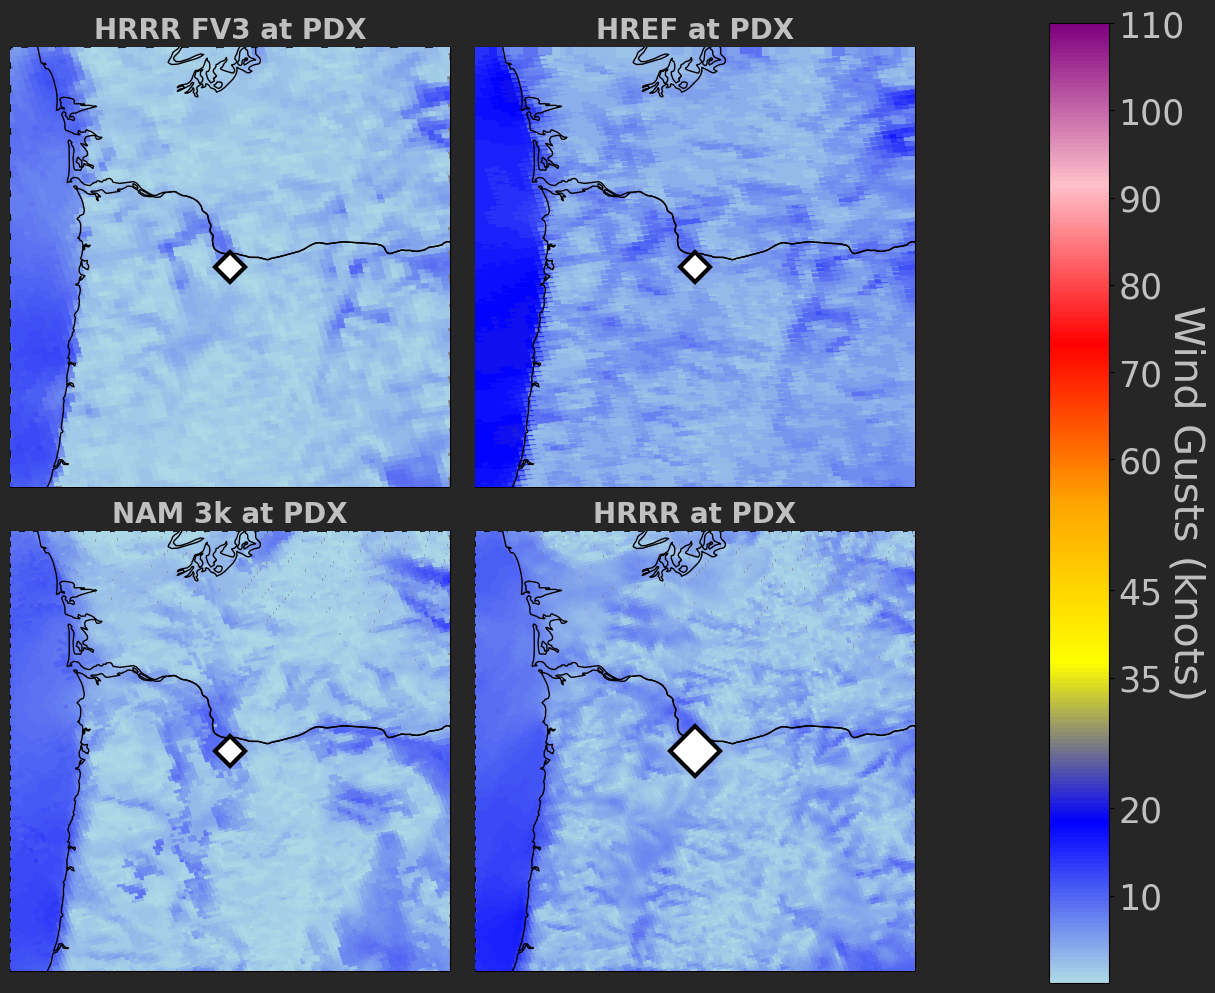 HRRR FV3 at PDX
HREF at PDX
NAM 3k at PDX
HRRR at PDX
110
100
90
80
70
60
45
35
20
10
Wind Gusts (knots)